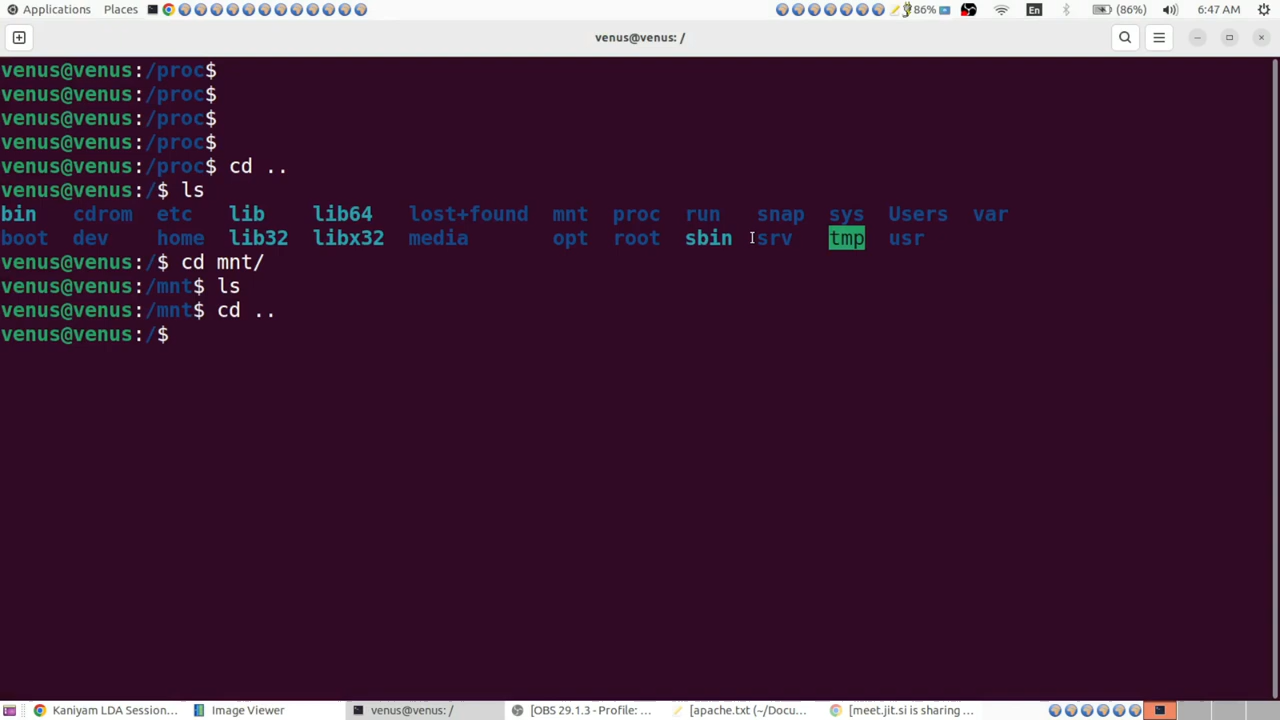 Applications Places 86% En (86%) 6:47 AM
venus@venus: /
venus@venus:/proc$
venus@venus:/proc$
venus@venus:/proc$
venus@venus:/proc$
venus@venus:/proc$ cd ..
venus@venus:/$ ls
bin cdrom etc lib lib64 lost+found mnt proc run snap sys Users var
boot dev home lib32 libx32 media opt root sbin srv tmp usr
venus@venus:/$ cd mnt/
venus@venus:/mnt$ ls
venus@venus:/mnt$ cd ..
venus@venus:/$
Kaniyam LDA Session... Image Viewer venus@venus: / [OBS 29.1.3 - Profile: ... [apache.txt (~/Docu... [meet.jit.si is sharing ...